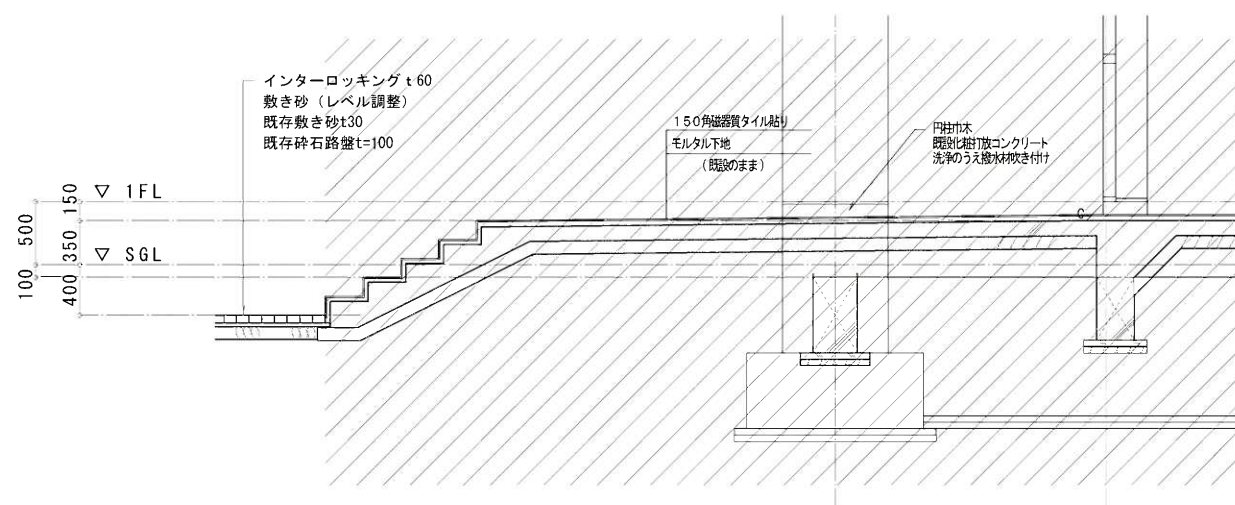 インターロッキング t 60
敷き砂（レベル調整）
既存敷き砂t30
既存砕石路盤t=100
１５０角磁器質タイル貼り
モルタル下地
（既設のまま）
円柱巾木
既設化粧打放コンクリート
洗浄のうえ撥水材吹き付け
▽ 1FL
150
500
350
▽ SGL
100
400